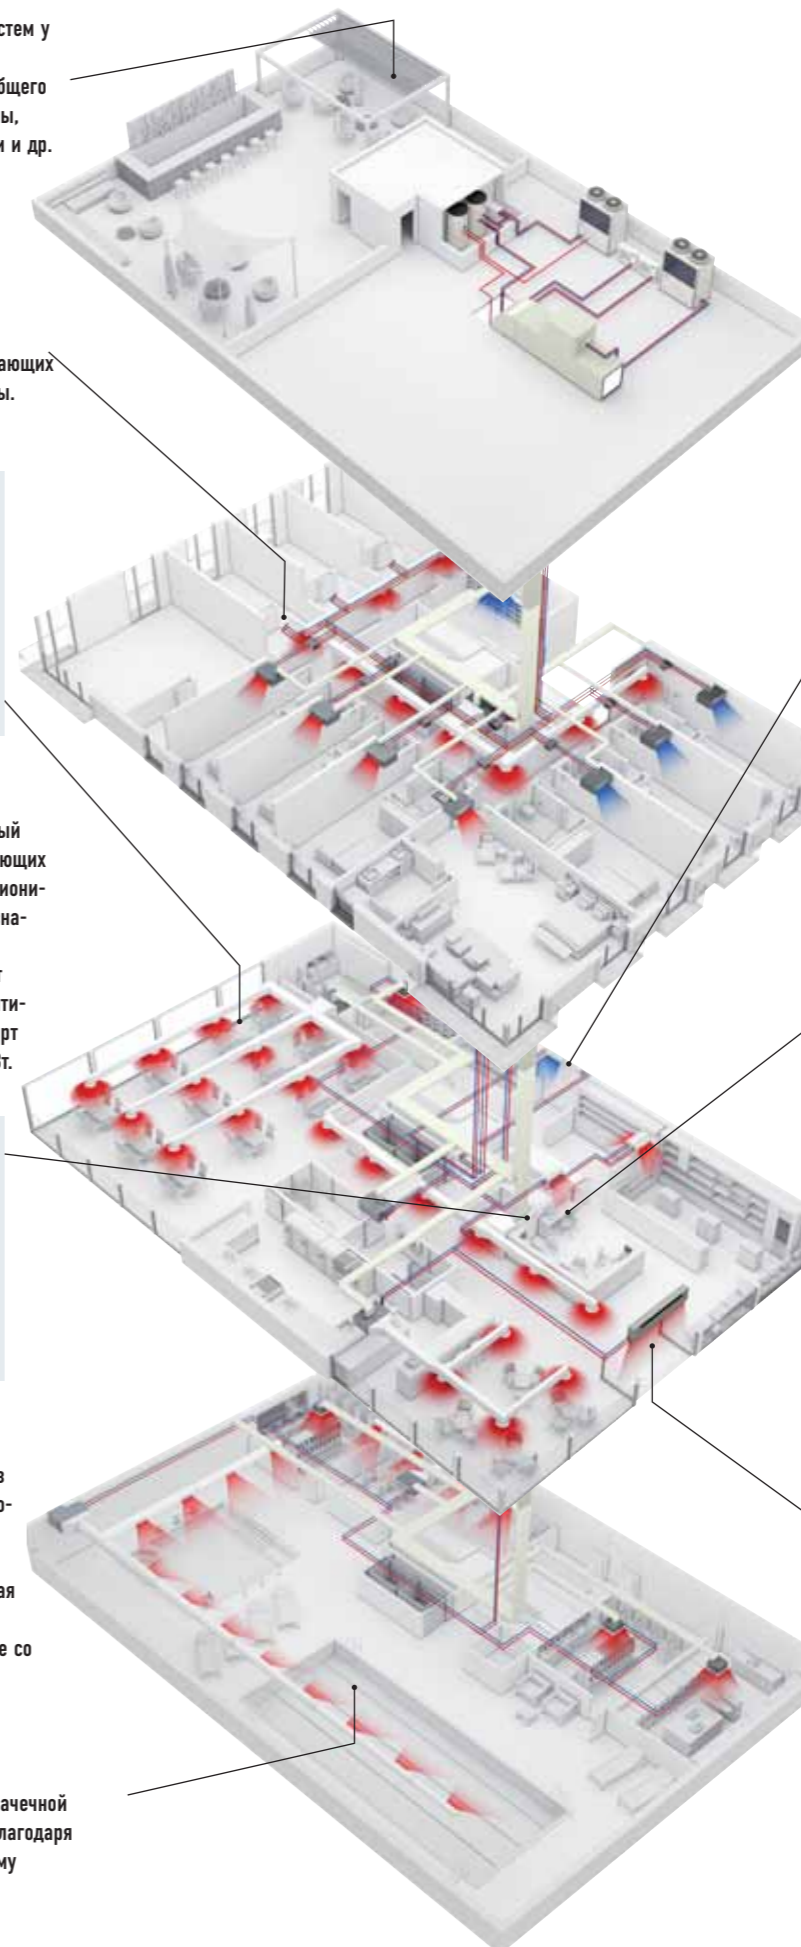 стем у
бщего
ы,
и и др.
ающих
ы.
ый
ющих
иони-
на-
т
ти-
рт
т.
в
о-
ая
е со
ачечной
лагодаря
му